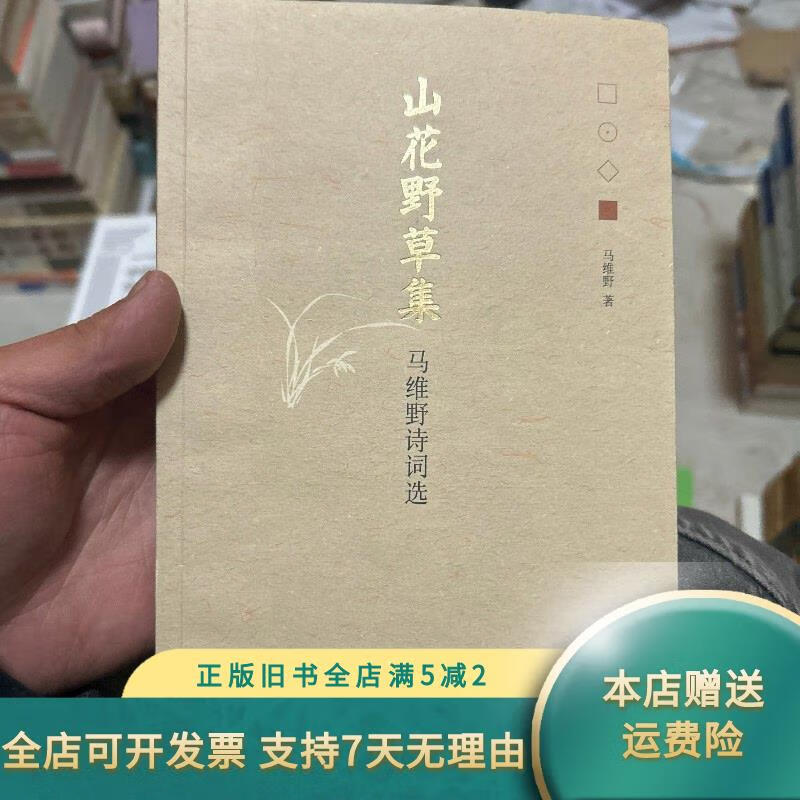 山花野草集
马维野诗词选
马维野 著
正版旧书全店满5减2
全店可开发票 支持7天无理由
本店赠送
运费险